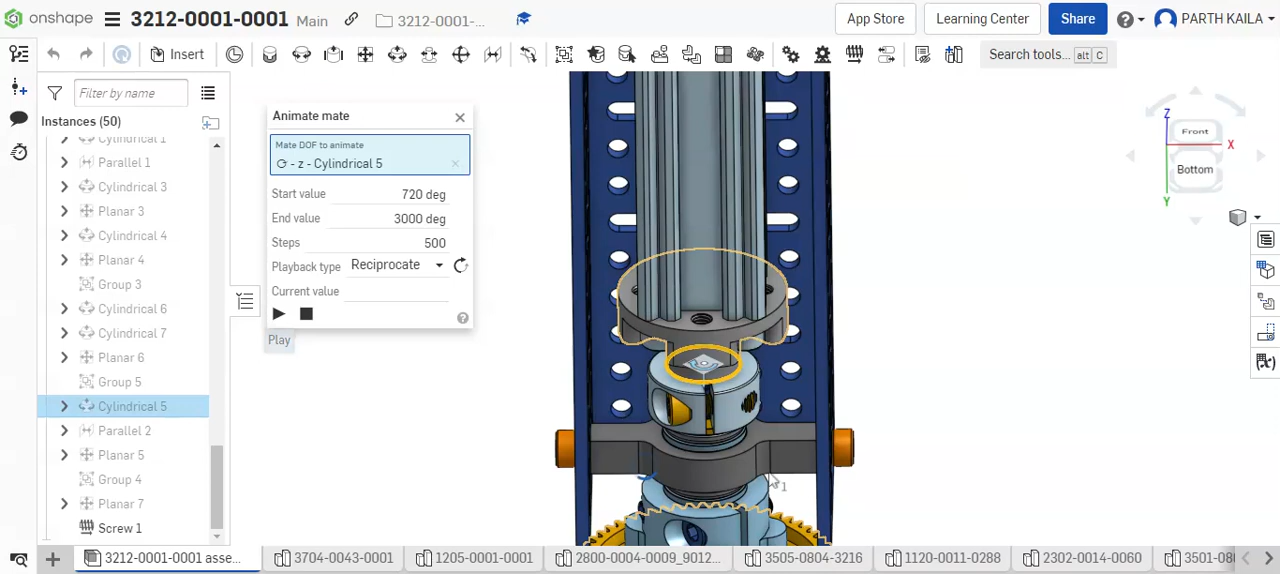 onshape 3212-0001-0001 Main 3212-0001-... App Store Learning Center Share PARTH KAILA
Insert Search tools... alt C
Filter by name
Instances (50)
Cylindrical 1
Parallel 1
Cylindrical 3
Planar 3
Cylindrical 4
Planar 4
Group 3
Cylindrical 6
Cylindrical 7
Planar 6
Group 5
Cylindrical 5
Parallel 2
Planar 5
Group 4
Planar 7
Screw 1
Animate mate
Mate DOF to animate
- z - Cylindrical 5
Start value 720 deg
End value 3000 deg
Steps 500
Playback type Reciprocate
Current value
Play
Z
Front
X
Bottom
Y
1
3212-0001-0001 asse... 3704-0043-0001 1205-0001-0001 2800-0004-0009_9012... 3505-0804-3216 1120-0011-0288 2302-0014-0060